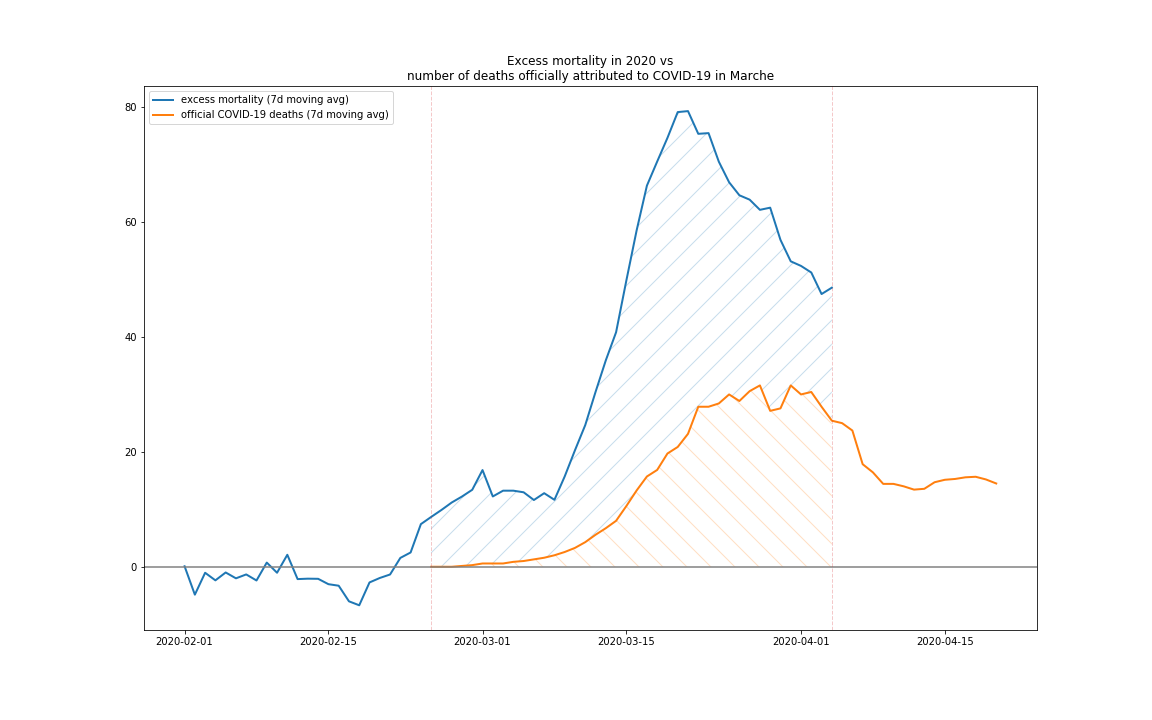 Excess mortality in 2020 vs
number of deaths officially attributed to COVID-19 in Marche
excess mortality (7d moving avg)
official COVID-19 deaths (7d moving avg)
80
60
40
20
0
2020-02-01
2020-02-15
2020-03-01
2020-03-15
2020-04-01
2020-04-15